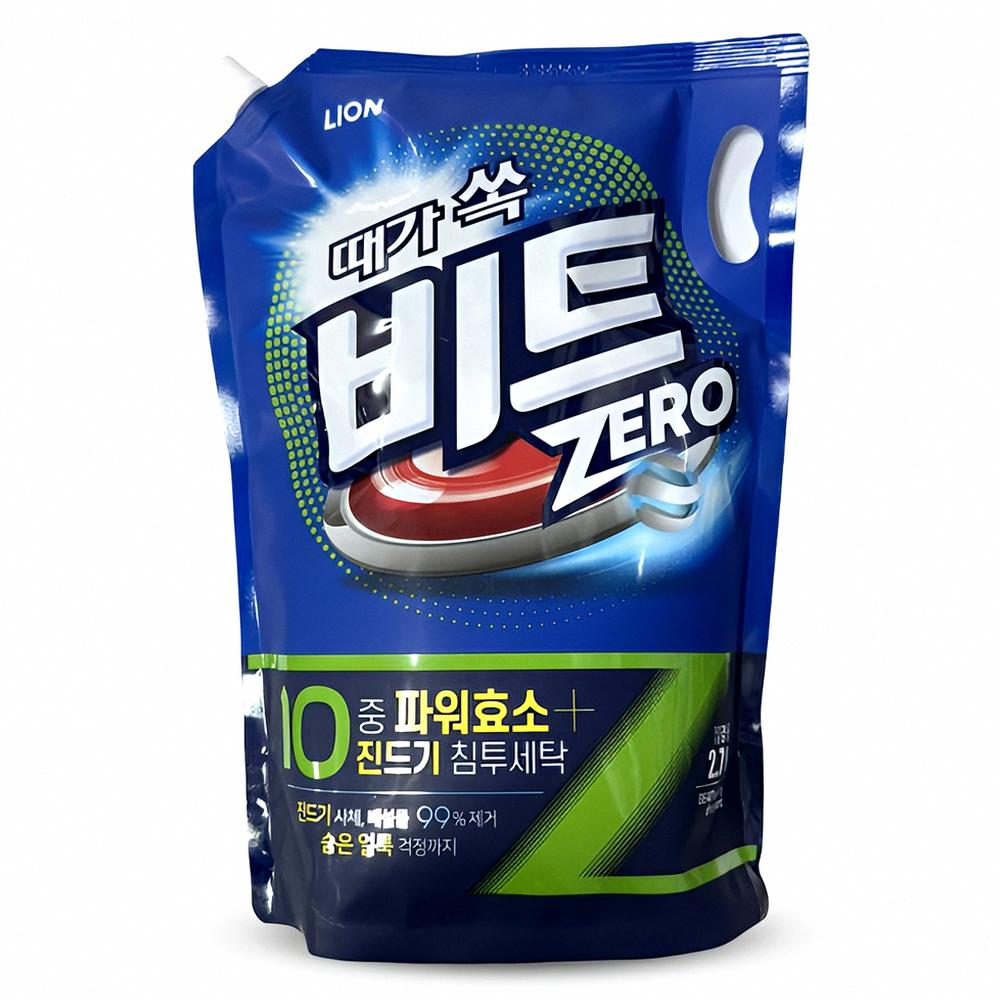 LION
때가 쏙
비트
ZERO
10중 파워효소+
진드기 침투세탁
진드기 사체, 배설물 99% 제거
숨은 얼룩 걱정까지
2.7